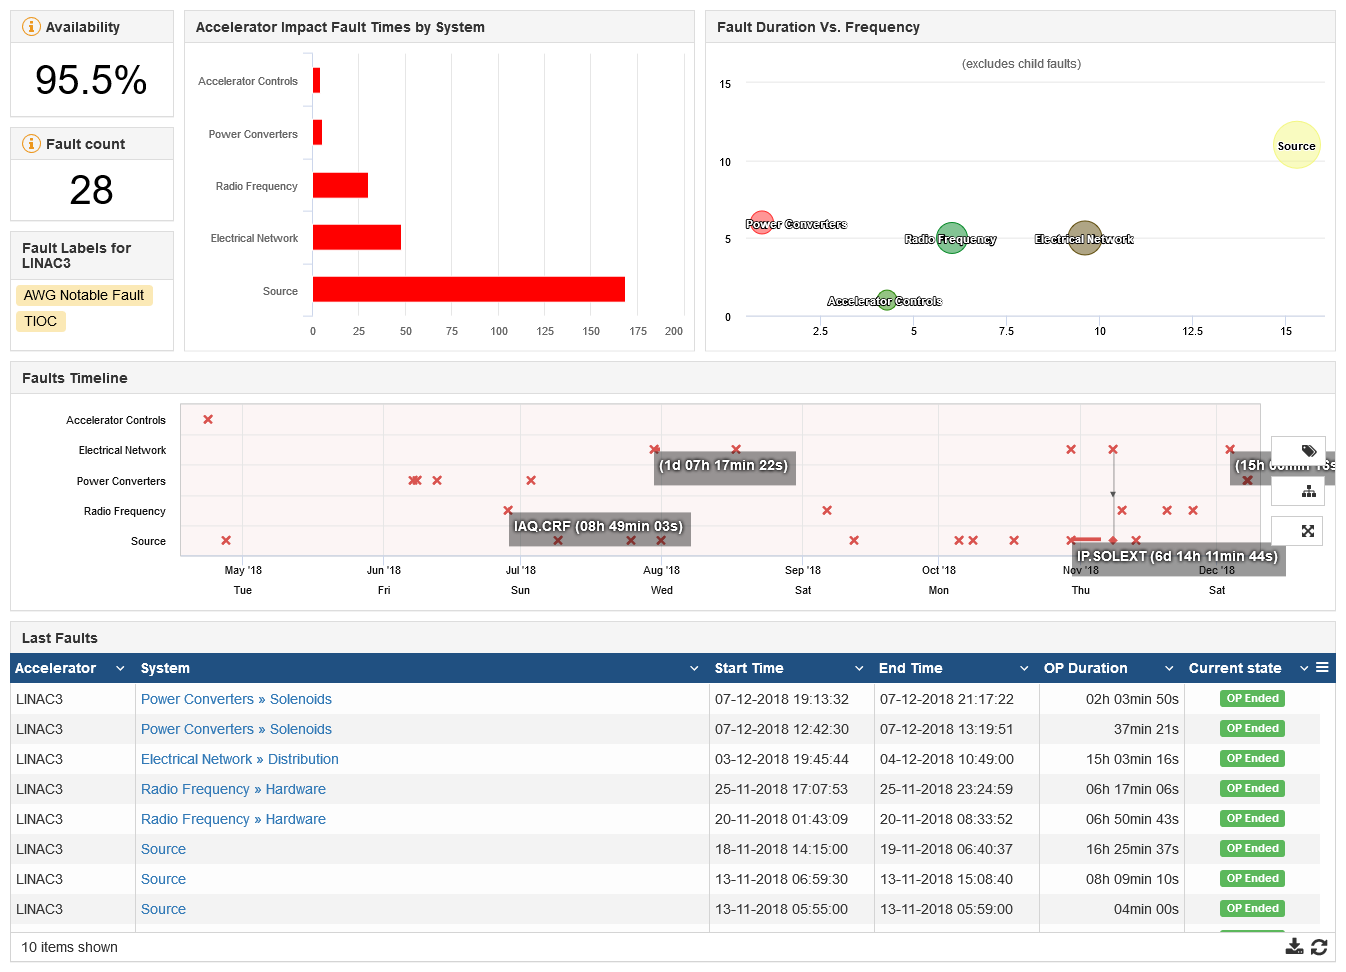 Availability
95.5%
Fault count
28
Fault Labels for
LINAC3
AWG Notable Fault
TIOC
Accelerator Impact Fault Times by System
Accelerator Controls
Power Converters
Radio Frequency
Electrical Network
Source
0 25 50 75 100 125 150 175 200
Fault Duration Vs. Frequency
(excludes child faults)
15
10
5
0
Source
Power Converters
Radio Frequency
Electrical Network
Accelerator Controls
2.5 5 7.5 10 12.5 15
Faults Timeline
Accelerator Controls
Electrical Network
Power Converters
Radio Frequency
Source
(1d 07h 17min 22s)
(15h
IAQ.CRF (08h 49min 03s)
IP.SOLEXT (6d 14h 11min 44s)
May '18 Jun '18 Jul '18 Aug '18 Sep '18 Oct '18 Nov '18 Dec '18
Tue Fri Sun Wed Sat Mon Thu Sat
Last Faults
Accelerator System Start Time End Time OP Duration Current state
LINAC3 Power Converters » Solenoids 07-12-2018 19:13:32 07-12-2018 21:17:22 02h 03min 50s OP Ended
LINAC3 Power Converters » Solenoids 07-12-2018 12:42:30 07-12-2018 13:19:51 37min 21s OP Ended
LINAC3 Electrical Network » Distribution 03-12-2018 19:45:44 04-12-2018 10:49:00 15h 03min 16s OP Ended
LINAC3 Radio Frequency » Hardware 25-11-2018 17:07:53 25-11-2018 23:24:59 06h 17min 06s OP Ended
LINAC3 Radio Frequency » Hardware 20-11-2018 01:43:09 20-11-2018 08:33:52 06h 50min 43s OP Ended
LINAC3 Source 18-11-2018 14:15:00 19-11-2018 06:40:37 16h 25min 37s OP Ended
LINAC3 Source 13-11-2018 06:59:30 13-11-2018 15:08:40 08h 09min 10s OP Ended
LINAC3 Source 13-11-2018 05:55:00 13-11-2018 05:59:00 04min 00s OP Ended
10 items shown